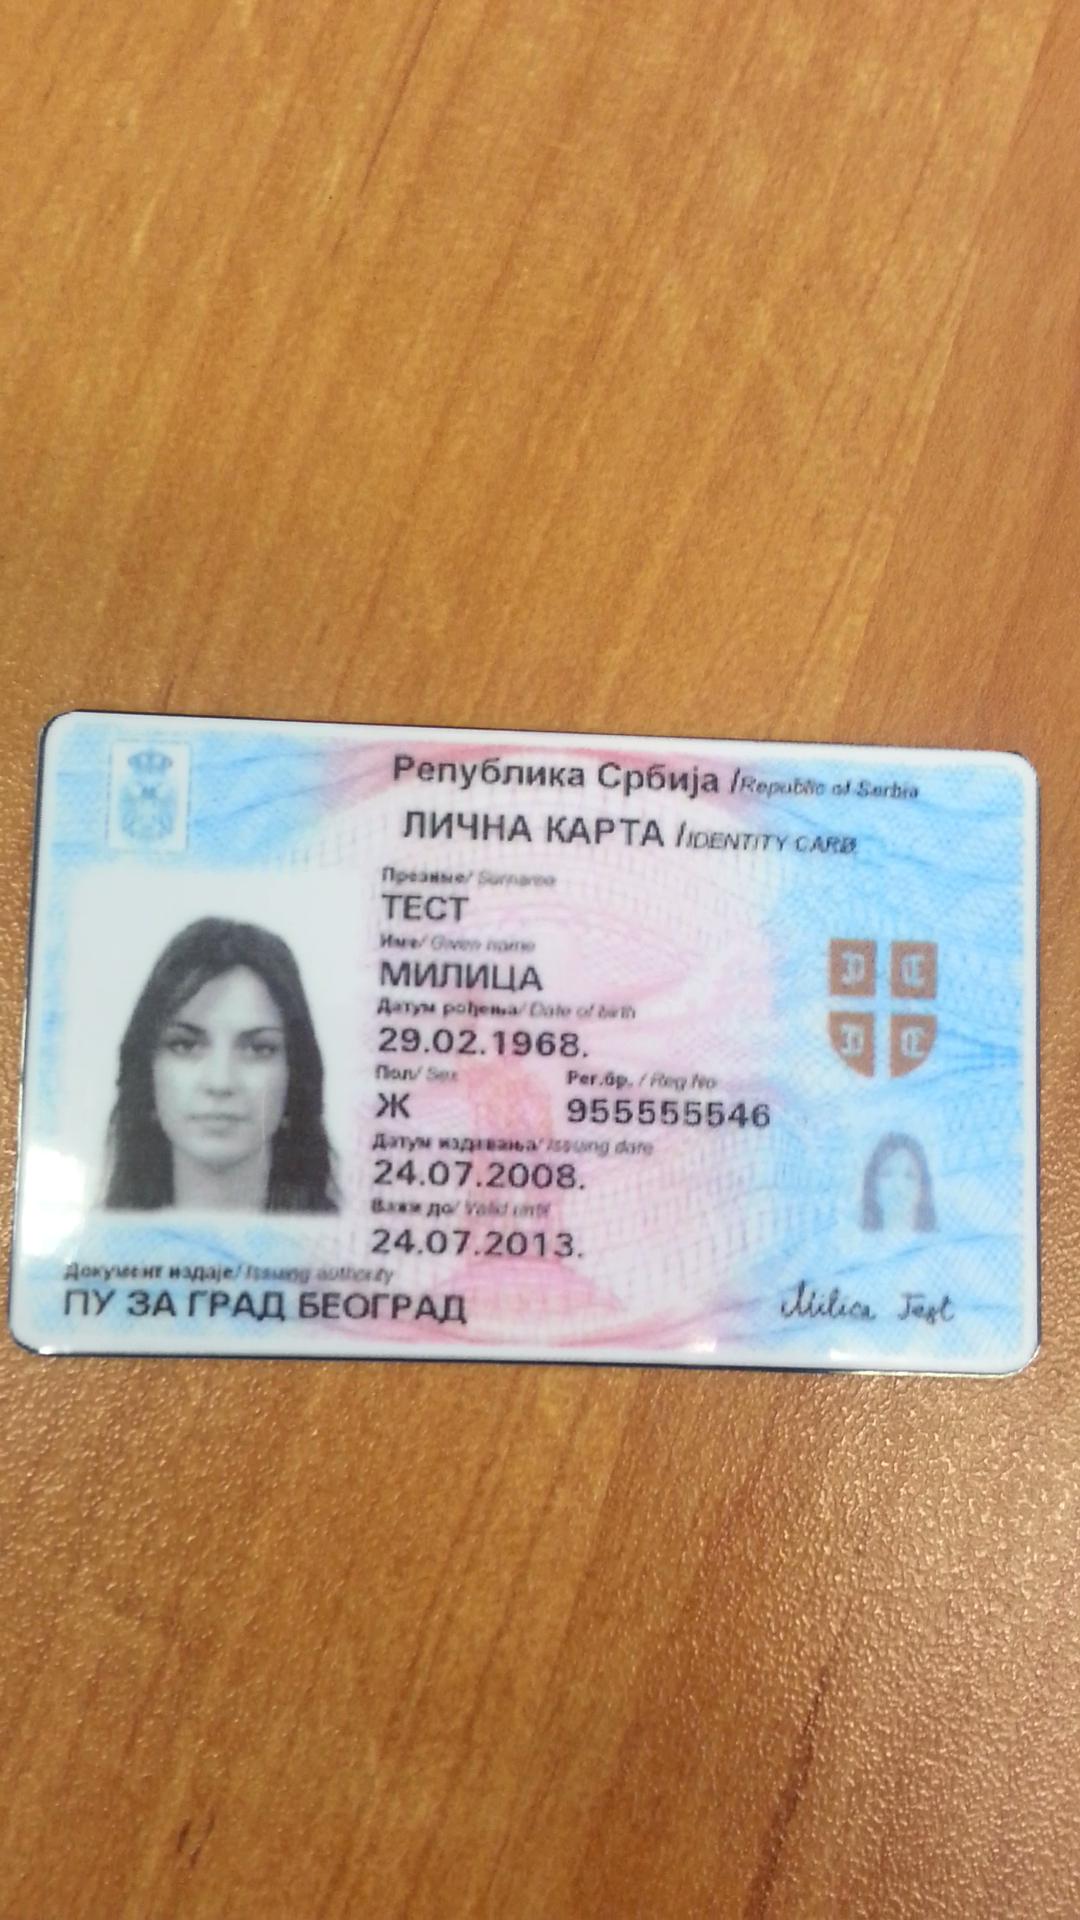 Република Србија / Republic of Serbia
ЛИЧНА КАРТА / IDENTITY CARD
Презиме/ Surname
ТЕСТ
Име/ Given name
МИЛИЦА
Датум рођења/ Date of birth
29.02.1968.
Пол/ Sex Рег.бр. / Reg No
Ж 955555546
Датум издавања/ Issuing date
24.07.2008.
Важи до/ Valid until
24.07.2013.
Документ издаје/ Issuing authority
ПУ ЗА ГРАД БЕОГРАД
Milica Test